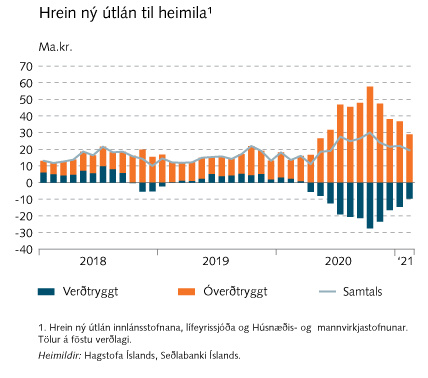 Hrein ný útlán til heimila¹
Ma.kr.
70
60
50
40
30
20
10
0
-10
-20
-30
-40
2018 2019 2020 '21
Verðtryggt Óverðtryggt Samtals
1. Hrein ný útlán innlánsstofnana, lífeyrissjóða og Húsnæðis- og mannvirkjastofnunar.
Tölur á föstu verðlagi.
Heimildir: Hagstofa Íslands, Seðlabanki Íslands.